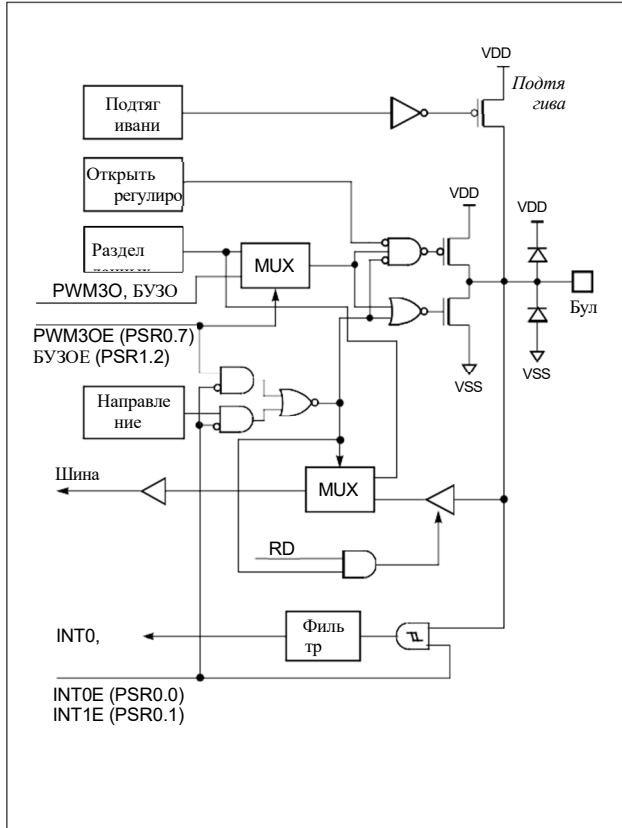 VDD
Подтя
гива
Подтяг
ивани
Открыть
регулиро
VDD
VDD
Раздел
MUX
PWM3O, БУЗО
Бул
PWM3OE (PSR0.7)
БУЗОЕ (PSR1.2)
VSS
VSS
Направле
ние
Шина
MUX
RD
INT0,
Филь
тр
INT0E (PSR0.0)
INT1E (PSR0.1)